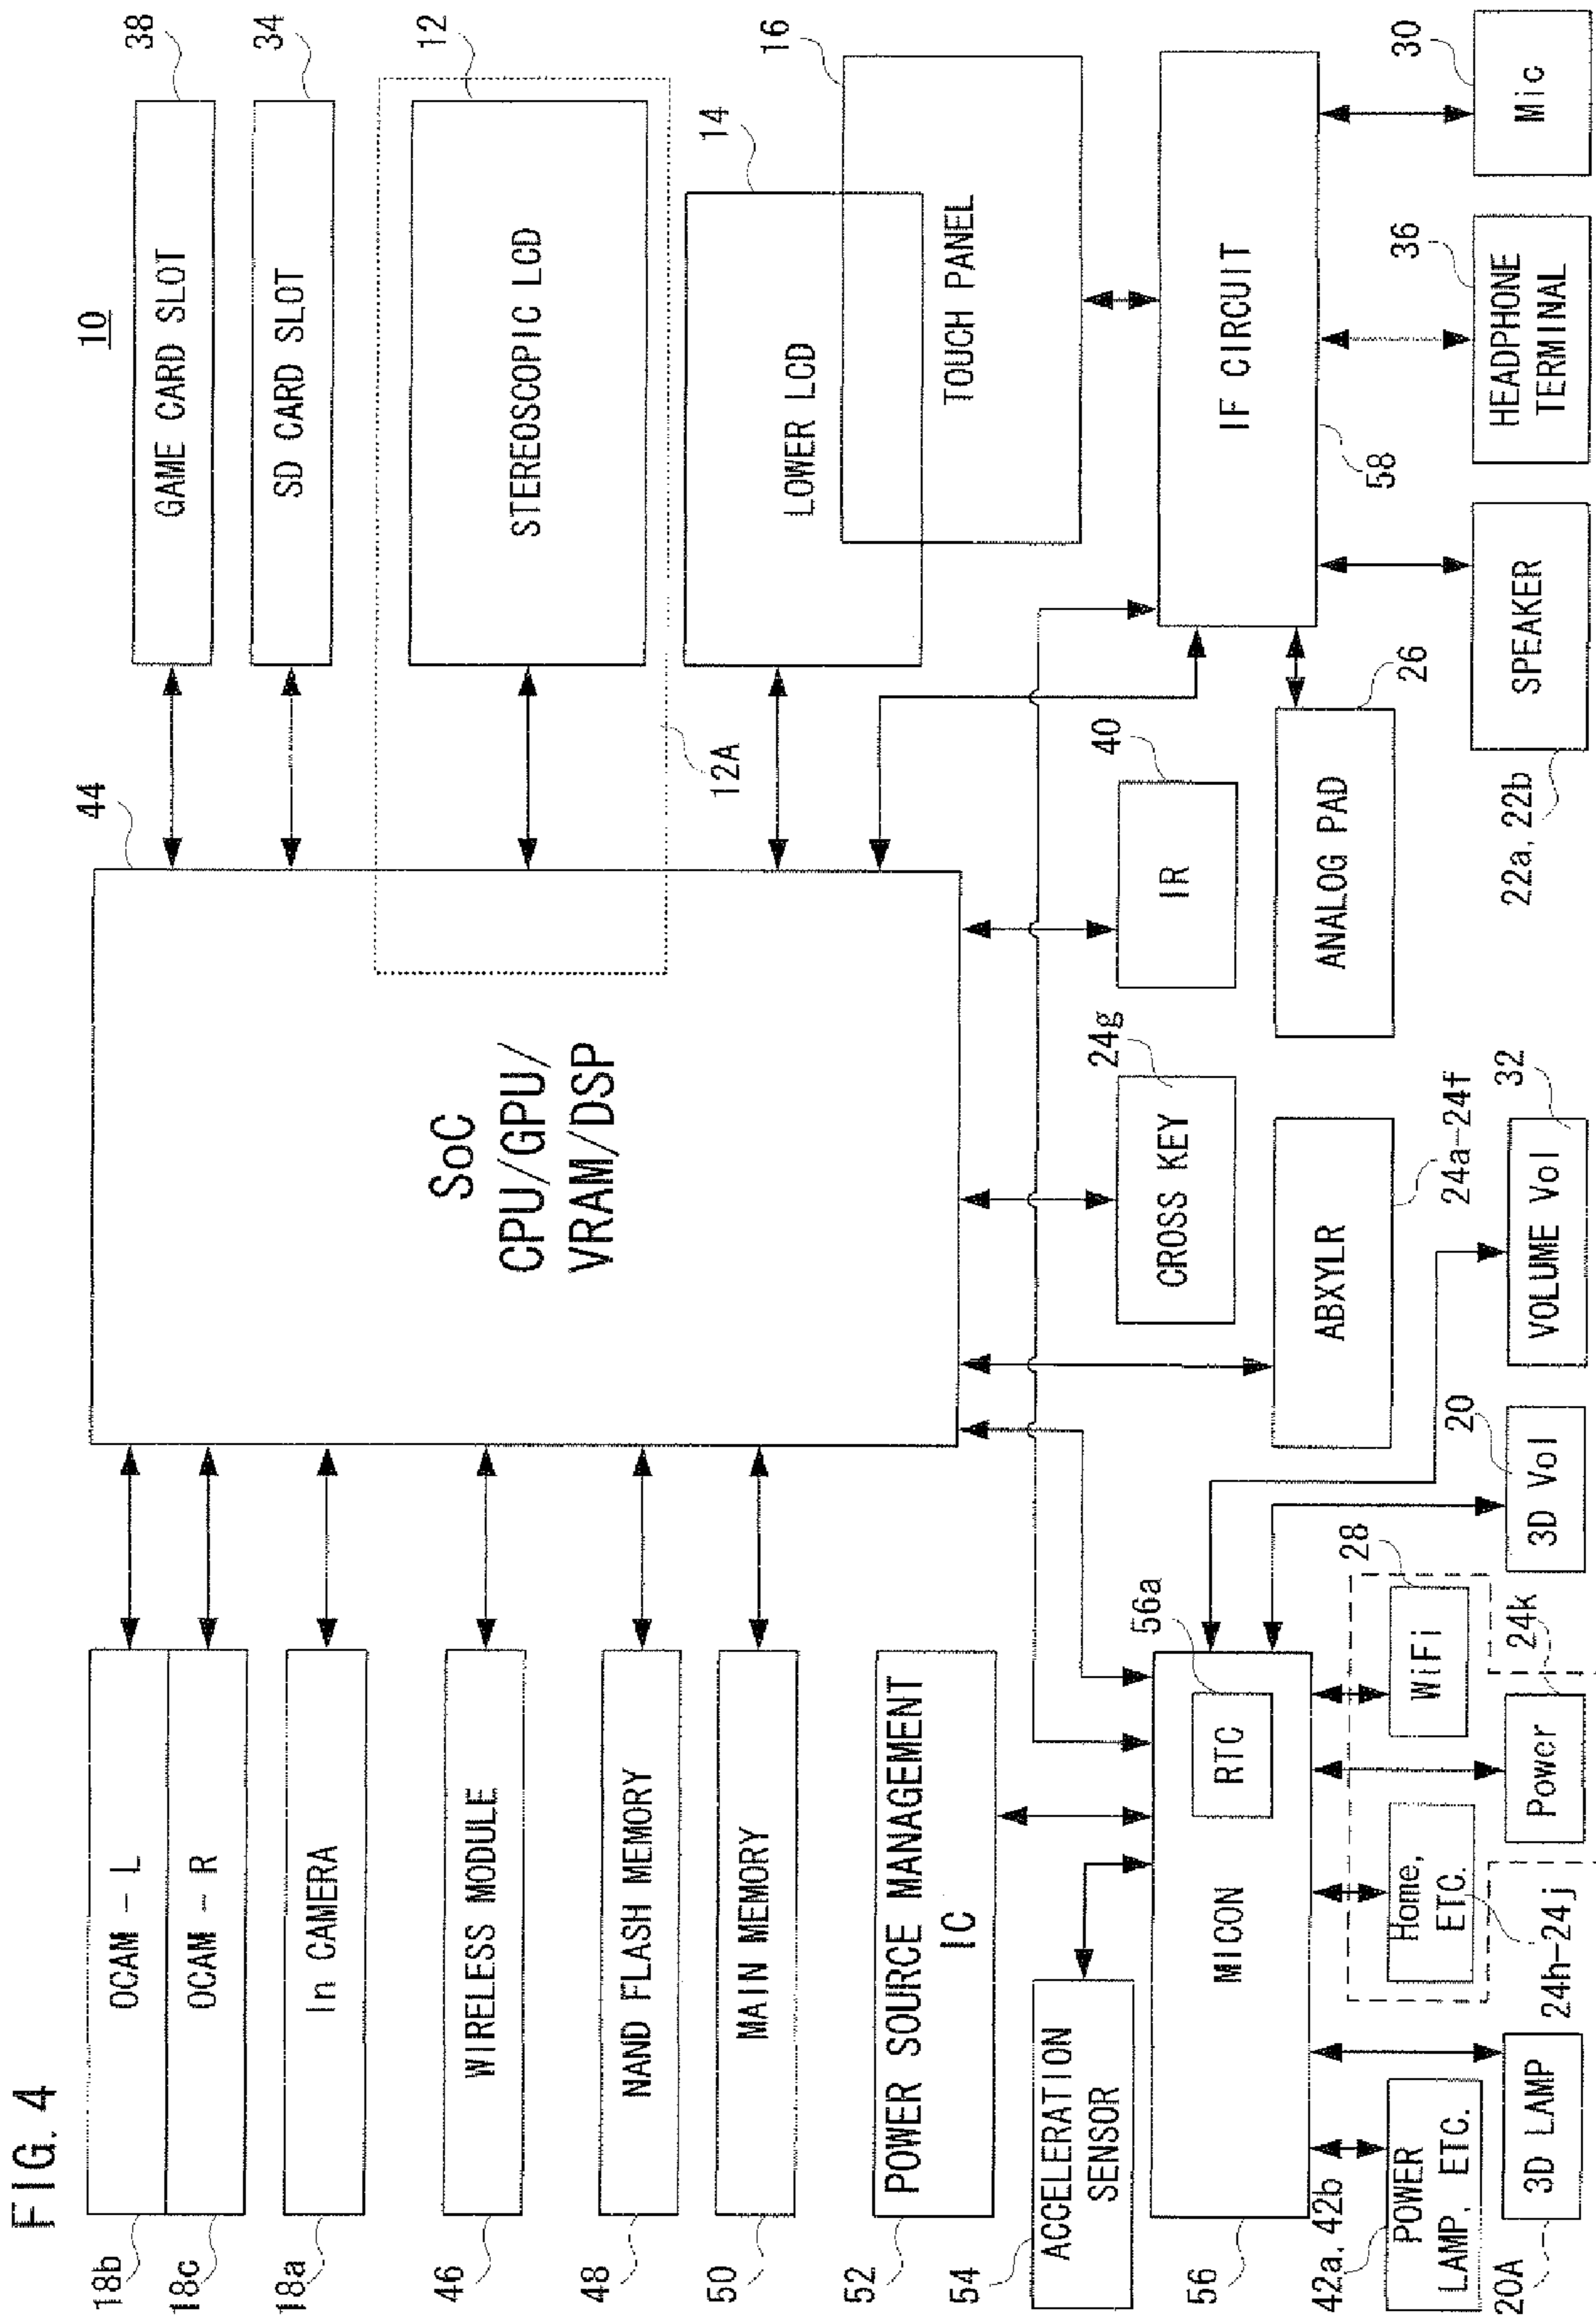 FIG. 4
10
18b
OCAM – L
18c
OCAM – R
18a
In CAMERA
46
WIRELESS MODULE
48
NAND FLASH MEMORY
50
MAIN MEMORY
52
POWER SOURCE MANAGEMENT
IC
54
ACCELERATION
SENSOR
56
MICON
RTC
56a
44
SoC
CPU/GPU/
VRAM/DSP
GAME CARD SLOT
38
SD CARD SLOT
34
STEREOSCOPIC LCD
12
12A
LOWER LCD
14
TOUCH PANEL
16
IR
40
CROSS KEY
24g
ANALOG PAD
26
ABXYLR
24a-24f
IF CIRCUIT
58
42a, 42b
POWER
LAMP, ETC.
20A
3D LAMP
Home,
ETC.
24h-24j
WiFi
28
Power
24k
3D Vol
20
VOLUME Vol
32
SPEAKER
22a, 22b
HEADPHONE
TERMINAL
36
Mic
30